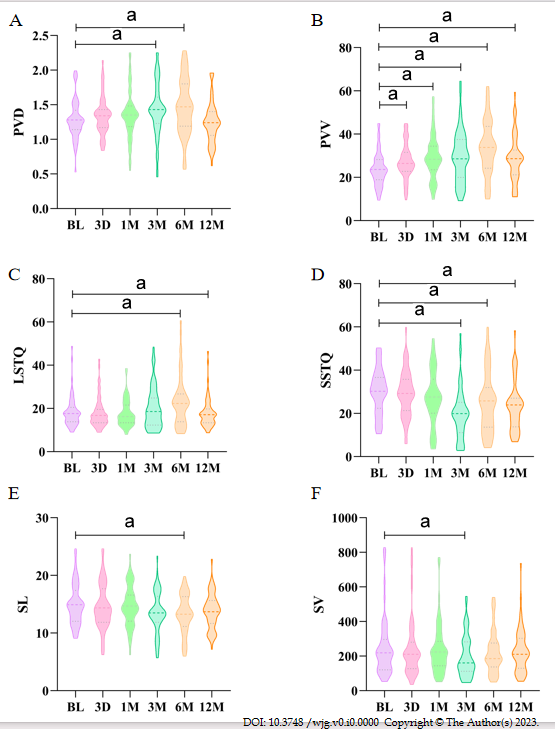 A
a
a
PVD
2.5
2.0
1.5
1.0
0.5
0.0
BL 3D 1M 3M 6M 12M
B
a
a
a
a
a
PVV
80
60
40
20
0
BL 3D 1M 3M 6M 12M
C
a
a
LSTQ
80
60
40
20
0
BL 3D 1M 3M 6M 12M
D
a
a
a
SSTQ
80
60
40
20
0
BL 3D 1M 3M 6M 12M
E
a
SL
30
20
10
0
BL 3D 1M 3M 6M 12M
F
a
SV
1000
800
600
400
200
0
BL 3D 1M 3M 6M 12M
DOI: 10.3748 /wjg.v0.i0.0000 Copyright © The Author(s) 2023.